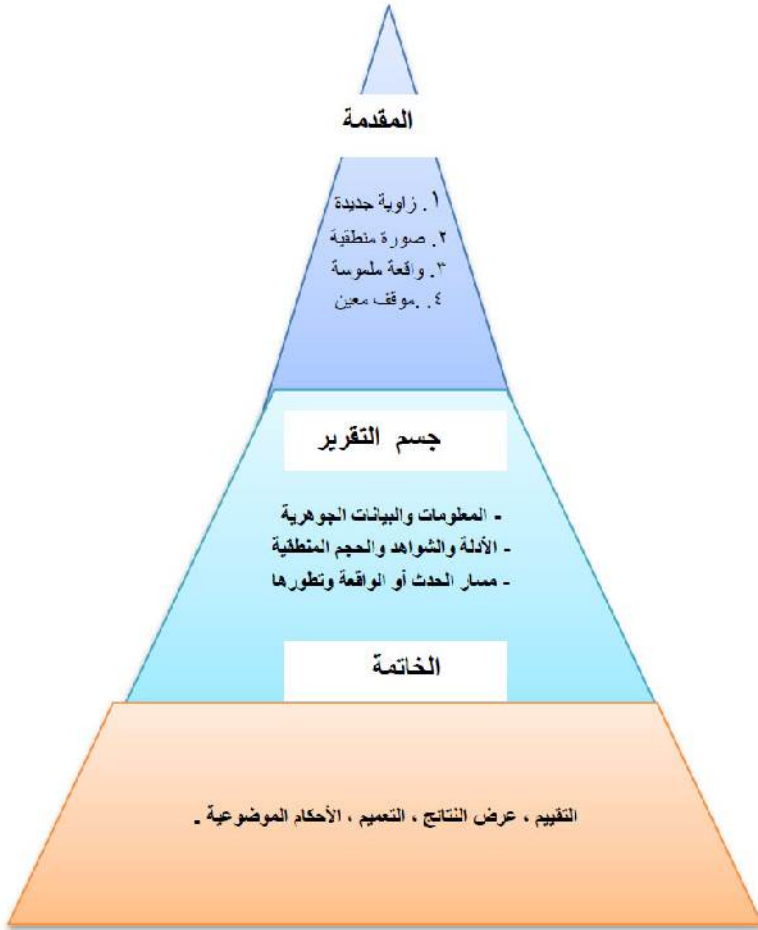 المقدمة
١. زاوية جديدة
٢. صورة منطقية
٣. واقعة ملموسة
٤. .موقف معين
جسم التقرير
- المعلومات والبيانات الجوهرية
- الأدلة والشواهد والحجم المنطقية
- مسار الحدث أو الواقعة وتطورها
الخاتمة
التقييم ، عرض النتائج ، التعميم ، الأحكام الموضوعية .